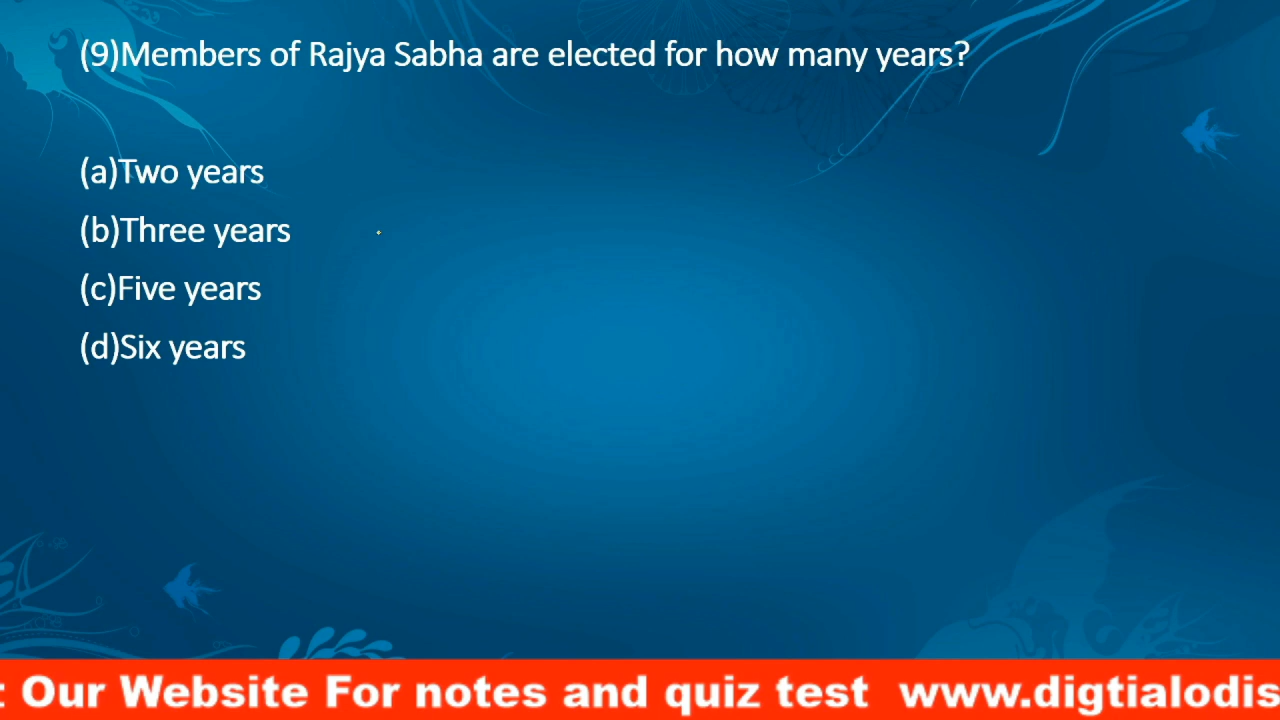 (9)Members of Rajya Sabha are elected for how many years?
(a)Two years
(b)Three years
(c)Five years
(d)Six years
: Our Website For notes and quiz test www.digtialodis